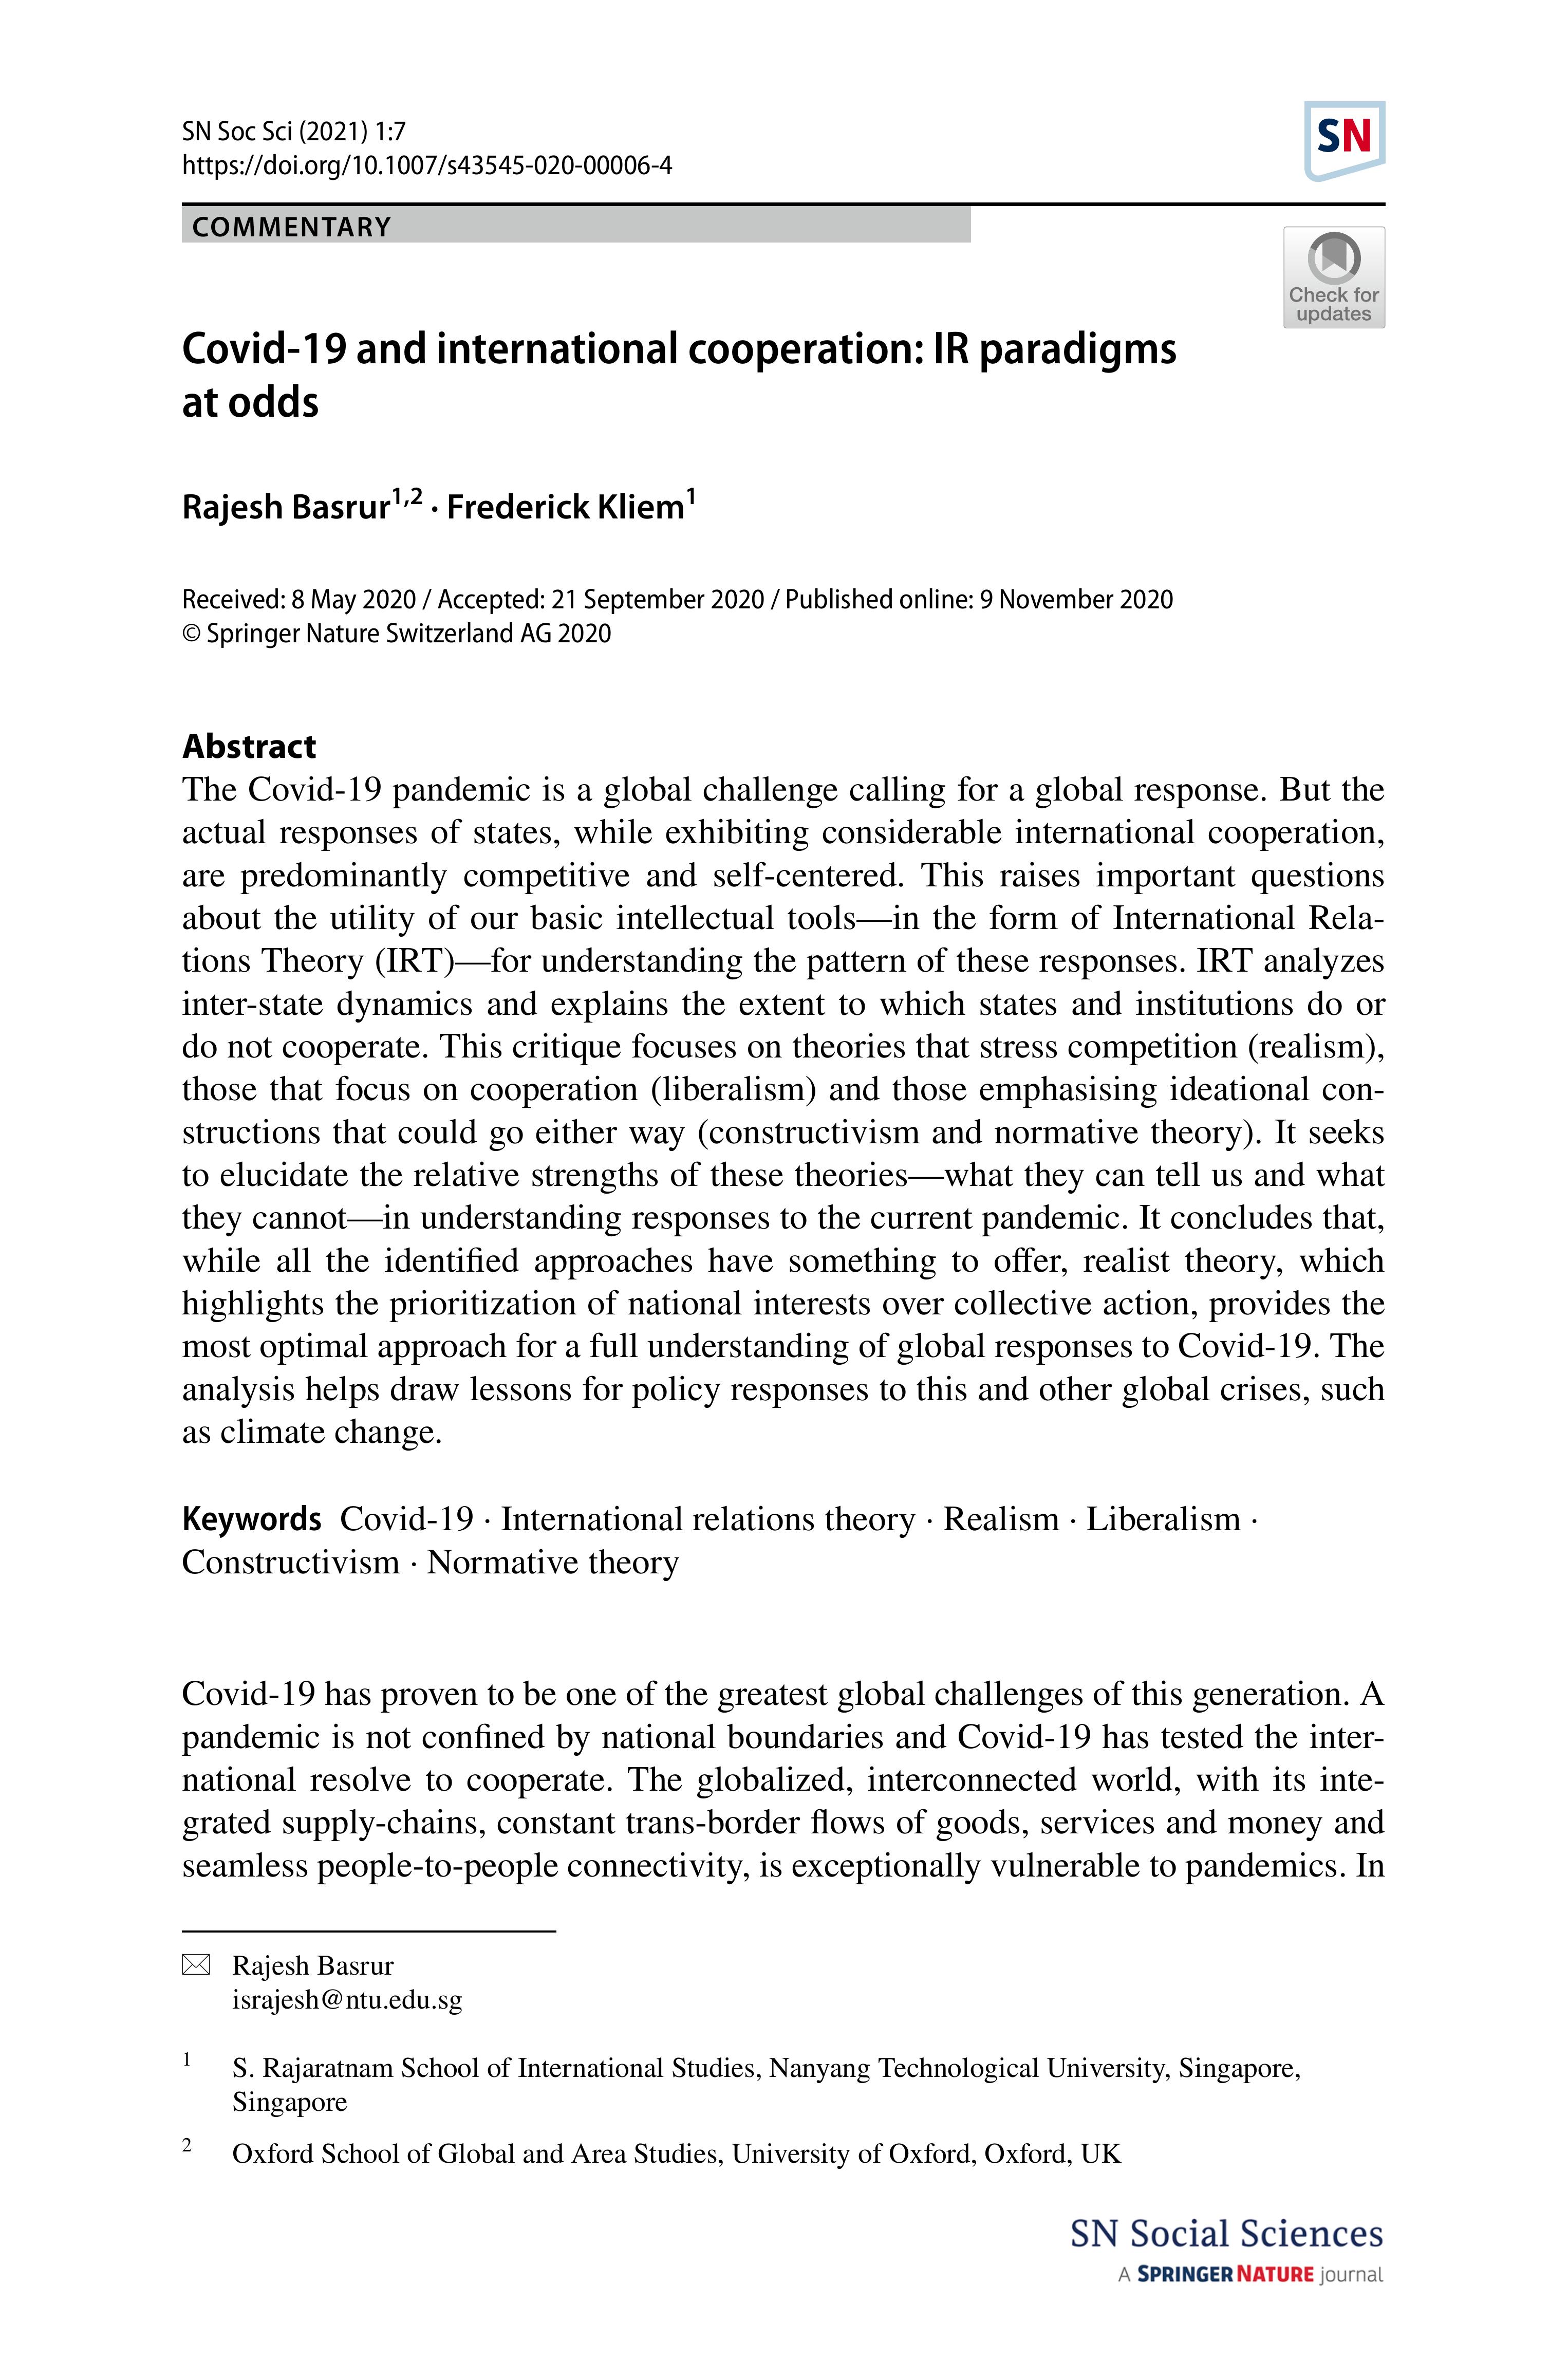 SN Soc Sci (2021) 1:7
https://doi.org/10.1007/s43545-020-00006-4
SN
COMMENTARY
Check for
updates
Covid-19 and international cooperation: IR paradigms
at odds
Rajesh Basrur1,2 · Frederick Kliem1
Received: 8 May 2020 / Accepted: 21 September 2020 / Published online: 9 November 2020
© Springer Nature Switzerland AG 2020
Abstract
The Covid-19 pandemic is a global challenge calling for a global response. But the
actual responses of states, while exhibiting considerable international cooperation,
are predominantly competitive and self-centered. This raises important questions
about the utility of our basic intellectual tools—in the form of International Rela-
tions Theory (IRT)—for understanding the pattern of these responses. IRT analyzes
inter-state dynamics and explains the extent to which states and institutions do or
do not cooperate. This critique focuses on theories that stress competition (realism),
those that focus on cooperation (liberalism) and those emphasising ideational con-
structions that could go either way (constructivism and normative theory). It seeks
to elucidate the relative strengths of these theories—what they can tell us and what
they cannot—in understanding responses to the current pandemic. It concludes that,
while all the identified approaches have something to offer, realist theory, which
highlights the prioritization of national interests over collective action, provides the
most optimal approach for a full understanding of global responses to Covid-19. The
analysis helps draw lessons for policy responses to this and other global crises, such
as climate change.
Keywords Covid-19 · International relations theory · Realism · Liberalism ·
Constructivism · Normative theory
Covid-19 has proven to be one of the greatest global challenges of this generation. A
pandemic is not confined by national boundaries and Covid-19 has tested the inter-
national resolve to cooperate. The globalized, interconnected world, with its inte-
grated supply-chains, constant trans-border flows of goods, services and money and
seamless people-to-people connectivity, is exceptionally vulnerable to pandemics. In
Rajesh Basrur
israjesh@ntu.edu.sg
1 S. Rajaratnam School of International Studies, Nanyang Technological University, Singapore,
Singapore
2 Oxford School of Global and Area Studies, University of Oxford, Oxford, UK
SN Social Sciences
A SPRINGER NATURE journal